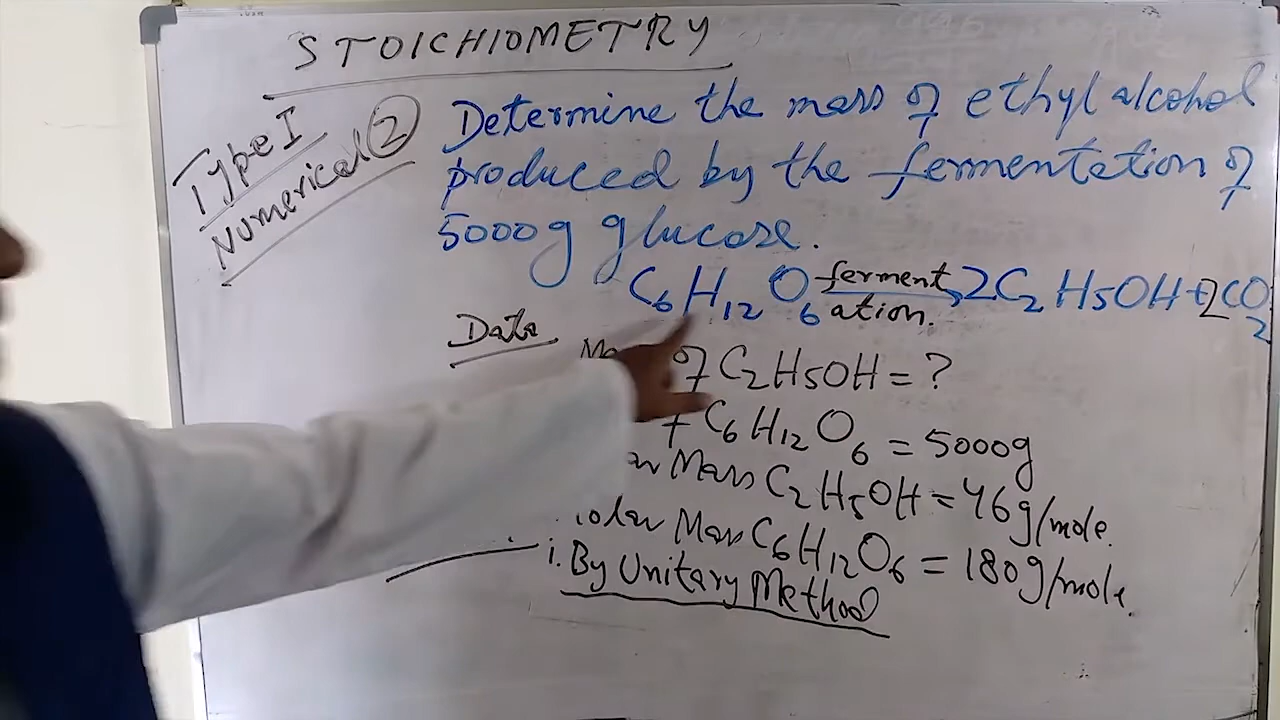 STOICHIOMETRY
Type I
Numerical ②
Determine the mass of ethyl alcohol
produced by the fermentation of
5000g glucose.
C6H12O6 fermentation 2C2H5OH + 2CO2
Data
of C2H5OH = ?
C6H12O6 = 5000g
Mass C2H5OH = 46g/mole.
Mass C6H12O6 = 180g/mole.
i. By Unitary Method